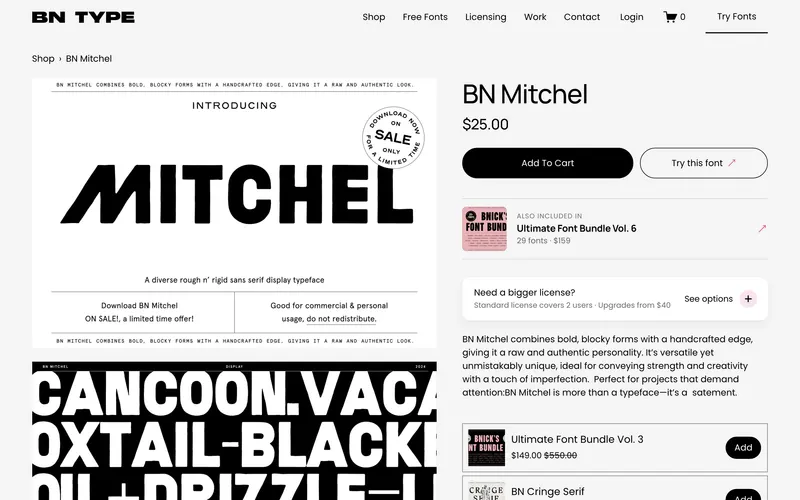 BN TYPE
Shop Free Fonts Licensing Work Contact Login 0 Try Fonts
Shop › BN Mitchel
BN MITCHEL COMBINES BOLD, BLOCKY FORMS WITH A HANDCRAFTED EDGE, GIVING IT A RAW AND AUTHENTIC LOOK.
INTRODUCING
DOWNLOAD NOW
ON
SALE
ONLY
FOR A LIMITED TIME
MITCHEL
A diverse rough n' rigid sans serif display typeface
Download BN Mitchel
ON SALE!, a limited time offer!
Good for commercial & personal
usage, do not redistribute.
BN MITCHEL COMBINES BOLD, BLOCKY FORMS WITH A HANDCRAFTED EDGE, GIVING IT A RAW AND AUTHENTIC LOOK.
BN MITCHEL DISPLAY 2024
CANCOON.VACA
OXTAIL-BLACKE
OIL+DRIZZLE—L
BN Mitchel
$25.00
Add To Cart
Try this font ↗
BNICK'S
FONT BUND
ALSO INCLUDED IN
Ultimate Font Bundle Vol. 6
29 fonts · $159
↗
Need a bigger license?
Standard license covers 2 users · Upgrades from $40
See options +
BN Mitchel combines bold, blocky forms with a handcrafted edge,
giving it a raw and authentic personality. It's versatile yet
unmistakably unique, ideal for conveying strength and creativity
with a touch of imperfection.  Perfect for projects that demand
attention:BN Mitchel is more than a typeface—it's a  satement.
BNICK'S
FONT BUND
Ultimate Font Bundle Vol. 3
$149.00 $550.00
Add
CRINGE
SERIF
BN Cringe Serif
Add